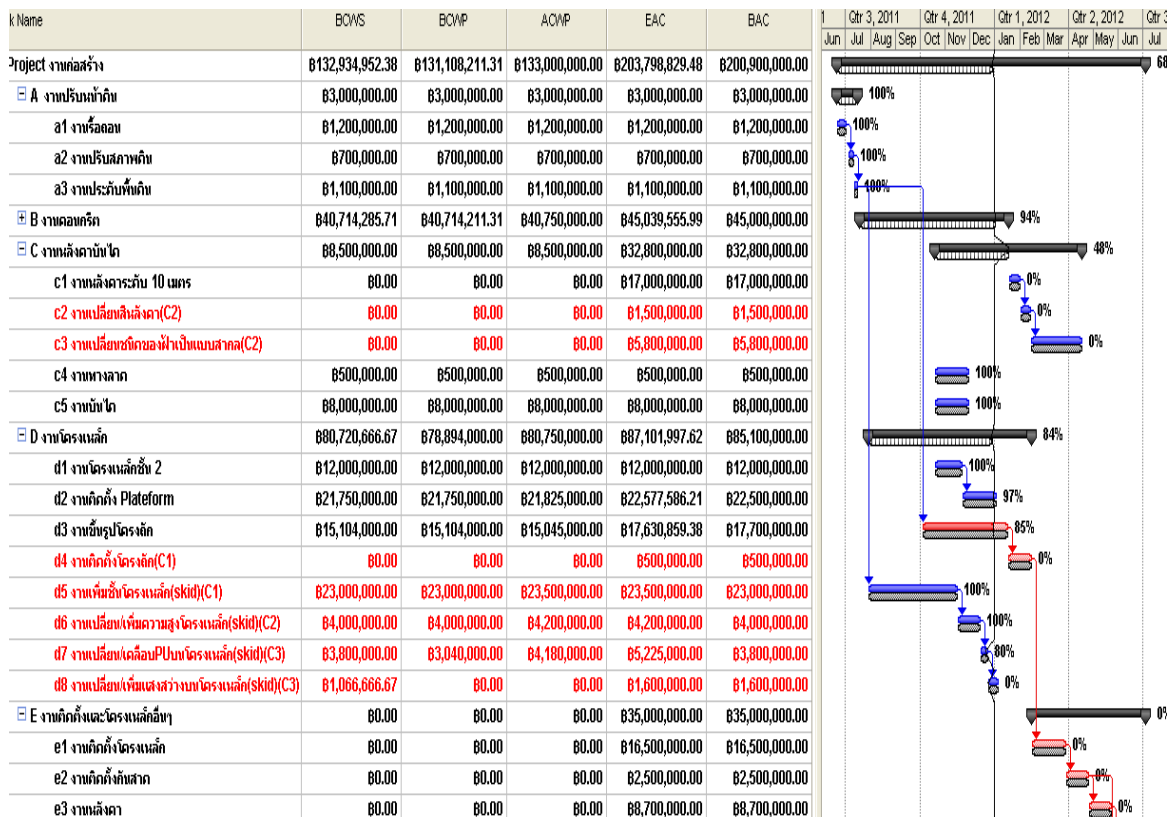 k Name BCWS BCWP ACWP EAC BAC 1 Qtr 3, 2011 Qtr 4, 2011 Qtr 1, 2012 Qtr 2, 2012 Qtr 3
Jun Jul Aug Sep Oct Nov Dec Jan Feb Mar Apr May Jun Jul
Project งานก่อสร้าง ฿132,934,952.38 ฿131,108,211.31 ฿133,000,000.00 ฿203,798,829.48 ฿200,900,000.00 68
A งานปรับหน้าดิน ฿3,000,000.00 ฿3,000,000.00 ฿3,000,000.00 ฿3,000,000.00 ฿3,000,000.00 100%
a1 งานรื้อถอน ฿1,200,000.00 ฿1,200,000.00 ฿1,200,000.00 ฿1,200,000.00 ฿1,200,000.00 100%
a2 งานปรับสภาพดิน ฿700,000.00 ฿700,000.00 ฿700,000.00 ฿700,000.00 ฿700,000.00 100%
a3 งานประดับพื้นดิน ฿1,100,000.00 ฿1,100,000.00 ฿1,100,000.00 ฿1,100,000.00 ฿1,100,000.00 100%
B งานคอนกรีต ฿40,714,285.71 ฿40,714,211.31 ฿40,750,000.00 ฿45,039,555.99 ฿45,000,000.00 94%
C งานหลังคาบันได ฿8,500,000.00 ฿8,500,000.00 ฿8,500,000.00 ฿32,800,000.00 ฿32,800,000.00 48%
c1 งานหลังคาระดับ 10 เมตร ฿0.00 ฿0.00 ฿0.00 ฿17,000,000.00 ฿17,000,000.00 0%
c2 งานเปลี่ยนสีหลังคา(C2) ฿0.00 ฿0.00 ฿0.00 ฿1,500,000.00 ฿1,500,000.00 0%
c3 งานเปลี่ยนชนิดของฝ้าเป็นแบบสากล(C2) ฿0.00 ฿0.00 ฿0.00 ฿5,800,000.00 ฿5,800,000.00 0%
c4 งานทางลาด ฿500,000.00 ฿500,000.00 ฿500,000.00 ฿500,000.00 ฿500,000.00 100%
c5 งานบันได ฿8,000,000.00 ฿8,000,000.00 ฿8,000,000.00 ฿8,000,000.00 ฿8,000,000.00 100%
D งานโครงเหล็ก ฿80,720,666.67 ฿78,894,000.00 ฿80,750,000.00 ฿87,101,997.62 ฿85,100,000.00 84%
d1 งานโครงเหล็กชั้น 2 ฿12,000,000.00 ฿12,000,000.00 ฿12,000,000.00 ฿12,000,000.00 ฿12,000,000.00 100%
d2 งานติดตั้ง Plateform ฿21,750,000.00 ฿21,750,000.00 ฿21,825,000.00 ฿22,577,586.21 ฿22,500,000.00 97%
d3 งานขึ้นรูปโครงถัก ฿15,104,000.00 ฿15,104,000.00 ฿15,045,000.00 ฿17,630,859.38 ฿17,700,000.00 85%
d4 งานติดตั้งโครงถัก(C1) ฿0.00 ฿0.00 ฿0.00 ฿500,000.00 ฿500,000.00 0%
d5 งานเพิ่มชั้นโครงเหล็ก(skid)(C1) ฿23,000,000.00 ฿23,000,000.00 ฿23,500,000.00 ฿23,500,000.00 ฿23,000,000.00 100%
d6 งานเปลี่ยน/เพิ่มความสูงโครงเหล็ก(skid)(C2) ฿4,000,000.00 ฿4,000,000.00 ฿4,200,000.00 ฿4,200,000.00 ฿4,000,000.00 100%
d7 งานเปลี่ยน/เคลือบPUบนโครงเหล็ก(skid)(C3) ฿3,800,000.00 ฿3,040,000.00 ฿4,180,000.00 ฿5,225,000.00 ฿3,800,000.00 80%
d8 งานเปลี่ยน/เพิ่มแสงสว่างบนโครงเหล็ก(skid)(C3) ฿1,066,666.67 ฿0.00 ฿0.00 ฿1,600,000.00 ฿1,600,000.00 0%
E งานติดตั้งและโครงเหล็กอื่นๆ ฿0.00 ฿0.00 ฿0.00 ฿35,000,000.00 ฿35,000,000.00 0%
e1 งานติดตั้งโครงเหล็ก ฿0.00 ฿0.00 ฿0.00 ฿16,500,000.00 ฿16,500,000.00 0%
e2 งานติดตั้งกันสาด ฿0.00 ฿0.00 ฿0.00 ฿2,500,000.00 ฿2,500,000.00 0%
e3 งานหลังคา ฿0.00 ฿0.00 ฿0.00 ฿8,700,000.00 ฿8,700,000.00 0%